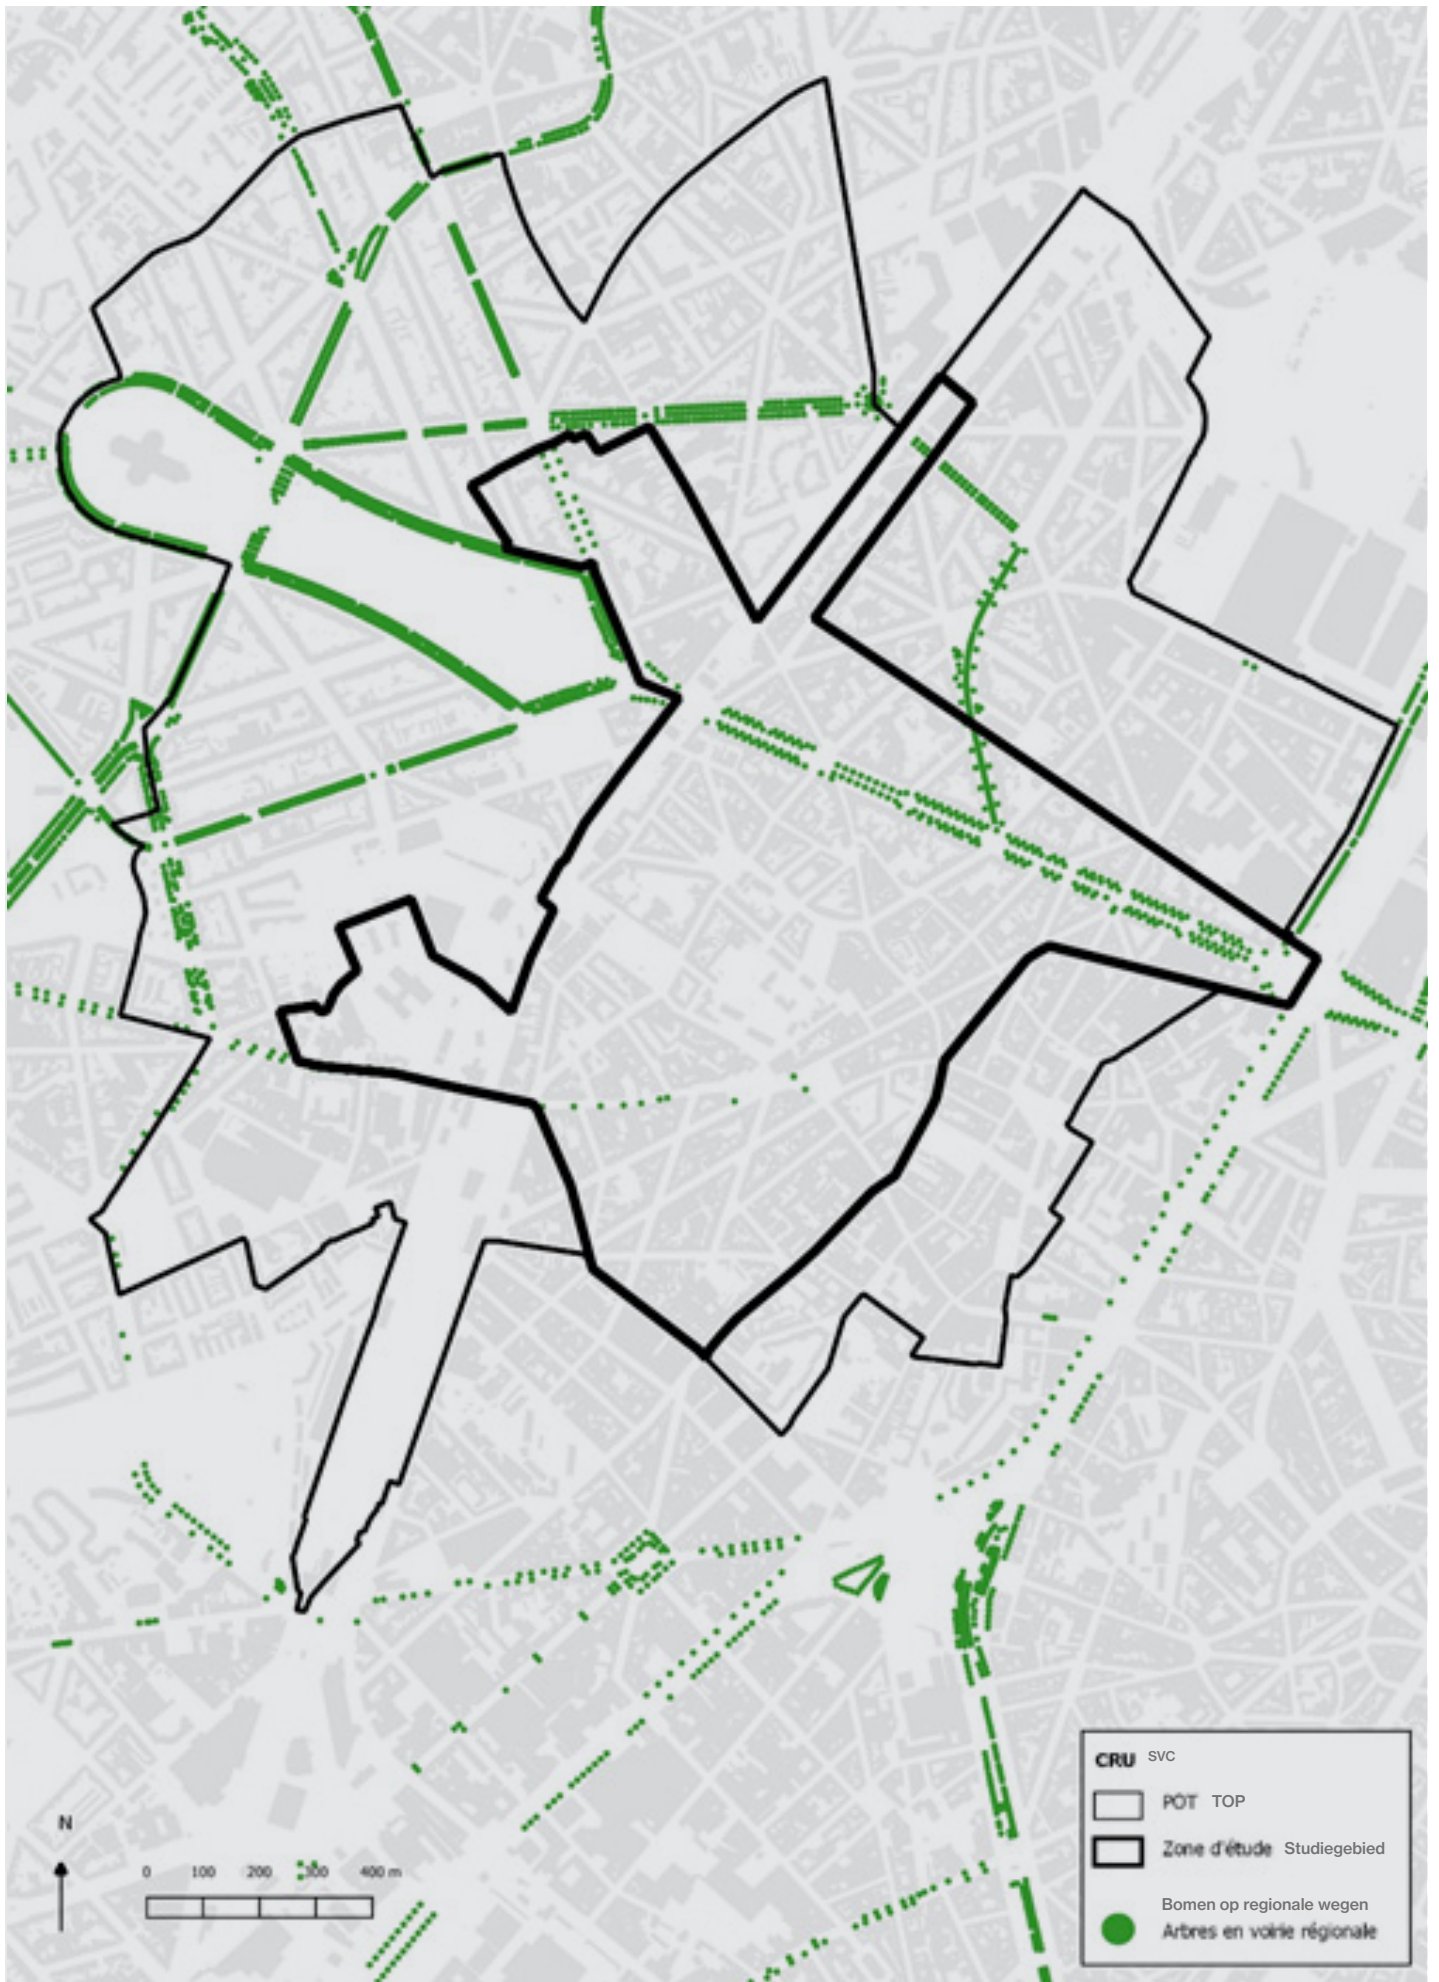 CRU SVC
POT TOP
Zone d'étude Studiegebied
Bomen op regionale wegen
Arbres en voirie régionale
N
0 100 200 300 400 m